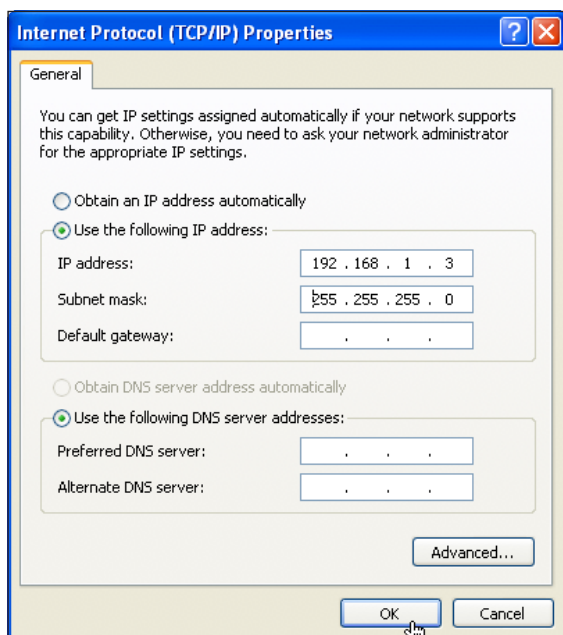 Internet Protocol (TCP/IP) Properties
General
You can get IP settings assigned automatically if your network supports
this capability. Otherwise, you need to ask your network administrator
for the appropriate IP settings.
Obtain an IP address automatically
Use the following IP address:
IP address: 192 . 168 . 1 . 3
Subnet mask: 255 . 255 . 255 . 0
Default gateway: . . .
Obtain DNS server address automatically
Use the following DNS server addresses:
Preferred DNS server: . . .
Alternate DNS server: . . .
Advanced...
OK Cancel